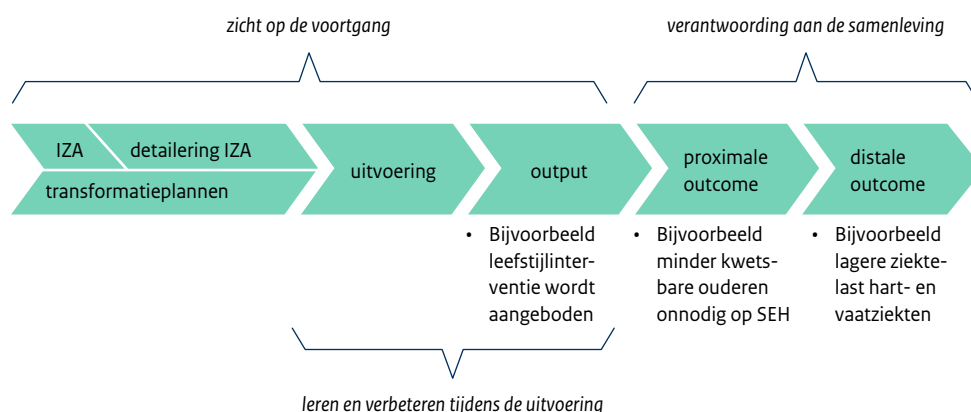 zicht op de voortgang
verantwoording aan de samenleving
IZA
detailering IZA
transformatieplannen
uitvoering
output
proximale
outcome
distale
outcome
• Bijvoorbeeld
leefstijlinter-
ventie wordt
aangeboden
• Bijvoorbeeld
minder kwets-
bare ouderen
onnodig op SEH
• Bijvoorbeeld
lagere ziekte-
last hart- en
vaatziekten
leren en verbeteren tijdens de uitvoering